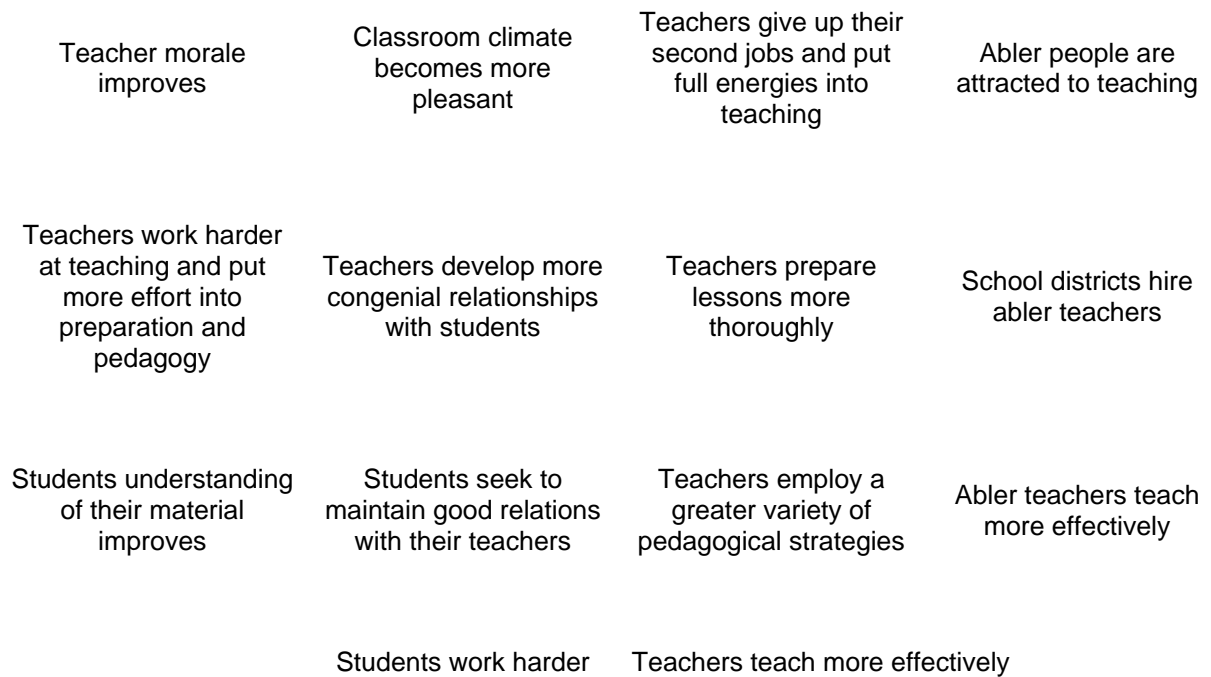 Teacher morale
improves
Classroom climate
becomes more
pleasant
Teachers give up their
second jobs and put
full energies into
teaching
Abler people are
attracted to teaching
Teachers work harder
at teaching and put
more effort into
preparation and
pedagogy
Teachers develop more
congenial relationships
with students
Teachers prepare
lessons more
thoroughly
School districts hire
abler teachers
Students understanding
of their material
improves
Students seek to
maintain good relations
with their teachers
Teachers employ a
greater variety of
pedagogical strategies
Abler teachers teach
more effectively
Students work harder
Teachers teach more effectively